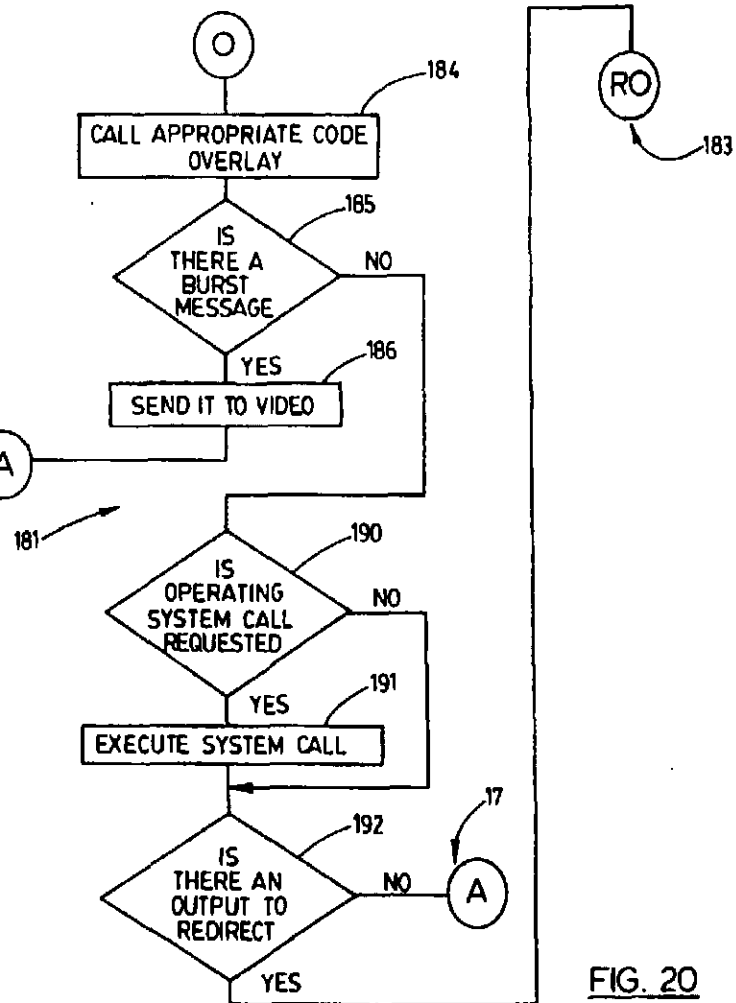 O
RO
183
184
CALL APPROPRIATE CODE
OVERLAY
185
IS
THERE A
BURST
MESSAGE
NO
YES
186
SEND IT TO VIDEO
A
181
190
IS
OPERATING
SYSTEM CALL
REQUESTED
NO
YES
191
EXECUTE SYSTEM CALL
192
IS
THERE AN
OUTPUT TO
REDIRECT
NO
17
A
YES
FIG. 20